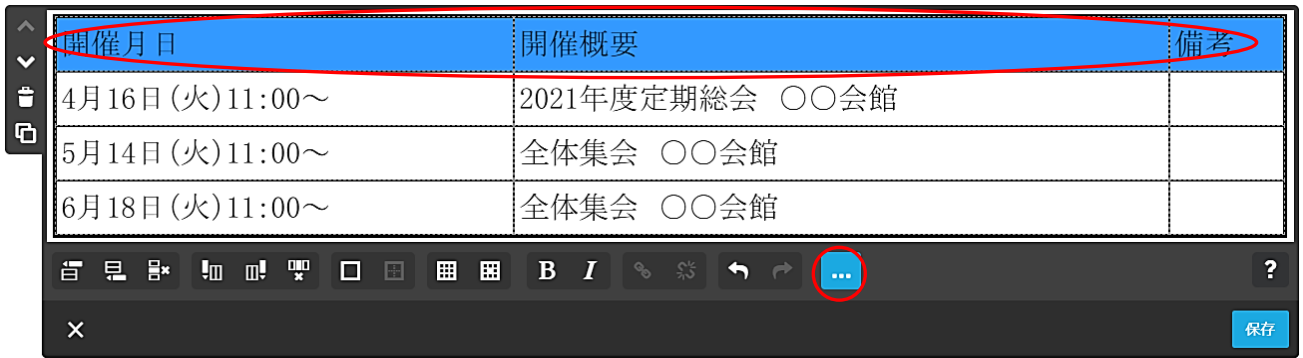 開催月日 開催概要 備考
4月16日(火)11:00～ 2021年度定期総会 〇〇会館
5月14日(火)11:00～ 全体集会 〇〇会館
6月18日(火)11:00～ 全体集会 〇〇会館
B I ... ?
保存